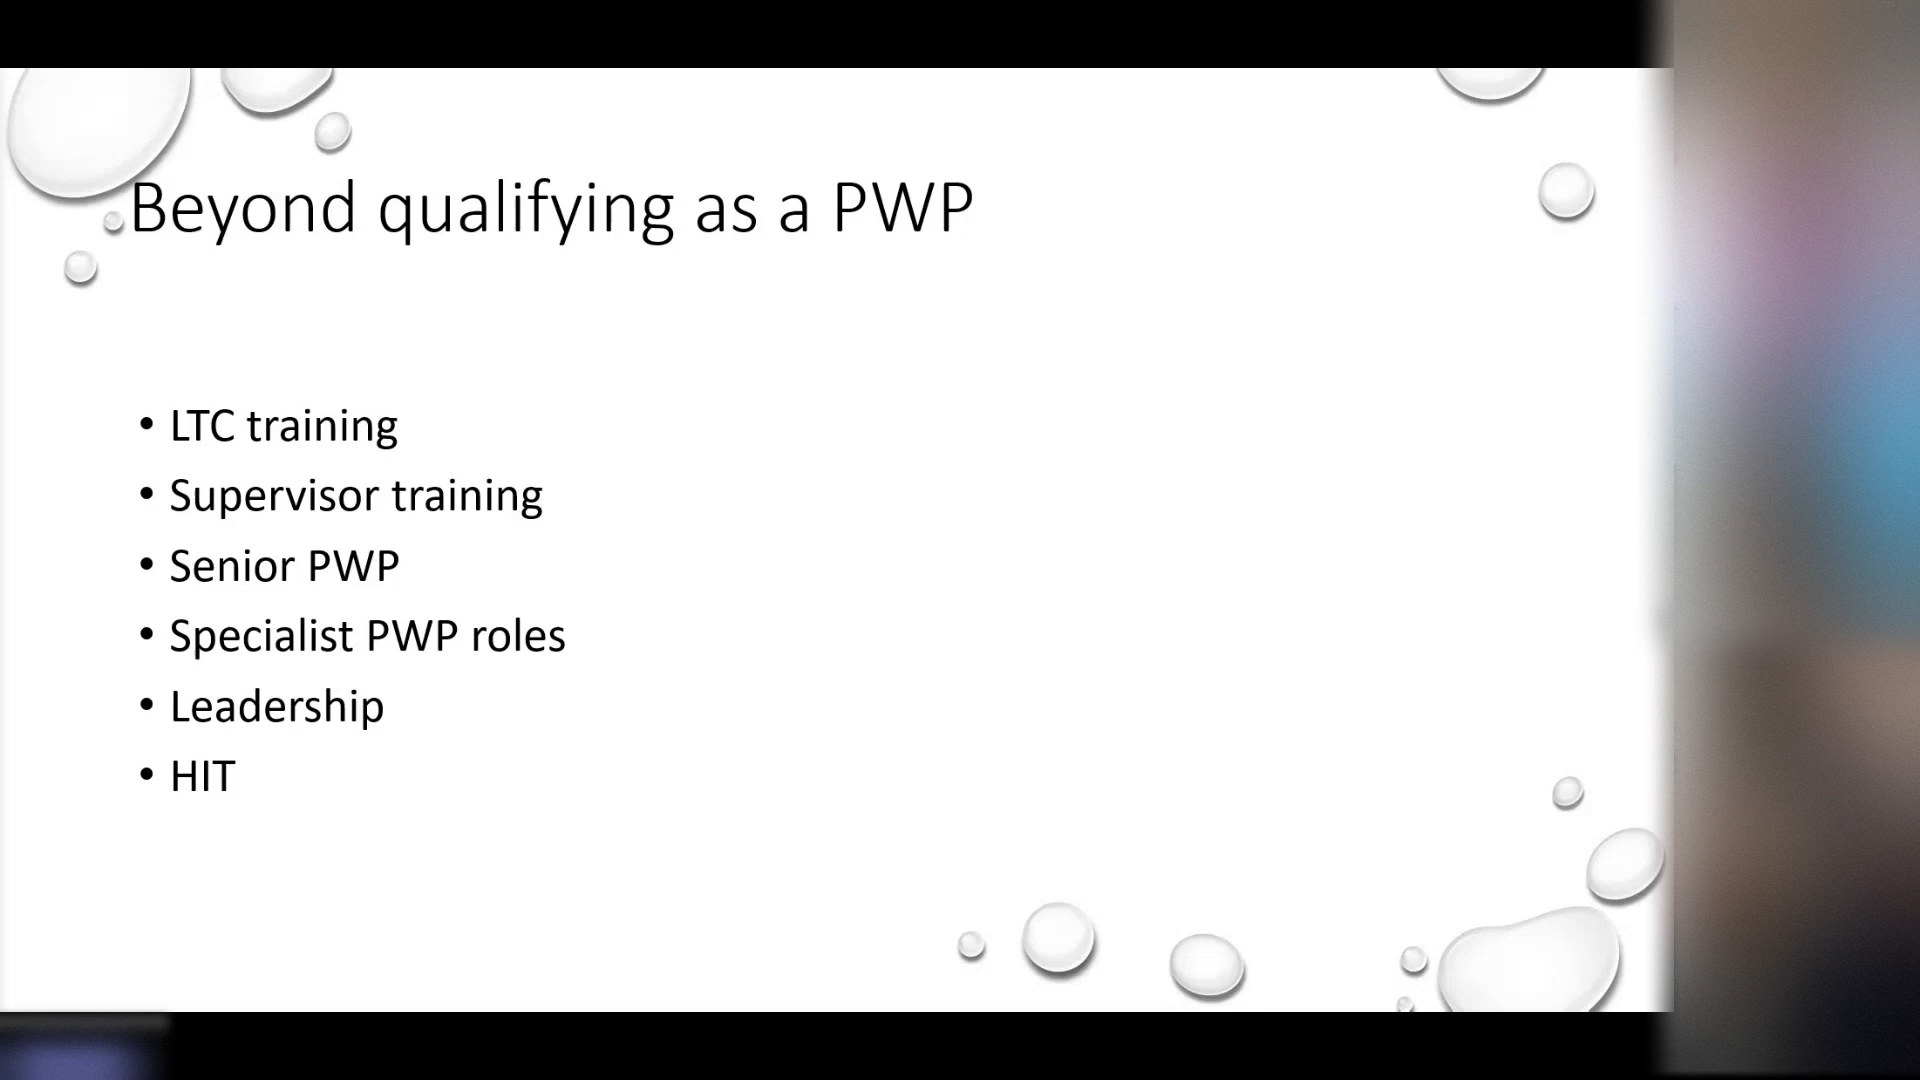 Beyond qualifying as a PWP
• LTC training
• Supervisor training
• Senior PWP
• Specialist PWP roles
• Leadership
• HIT